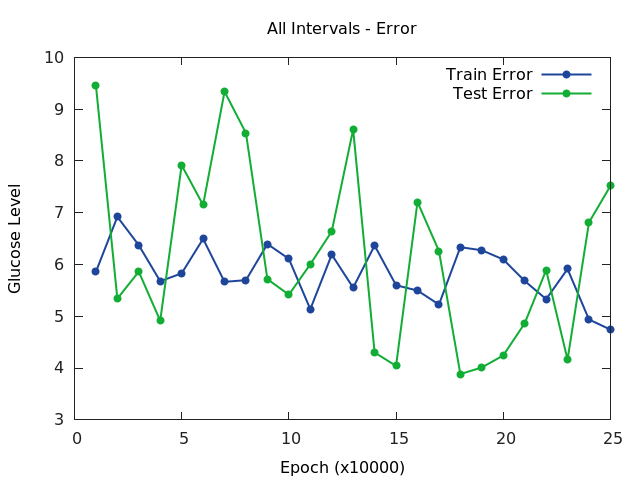 All Intervals - Error
10
9
8
7
6
5
4
3
Glucose Level
Train Error
Test Error
0 5 10 15 20 25
Epoch (x10000)